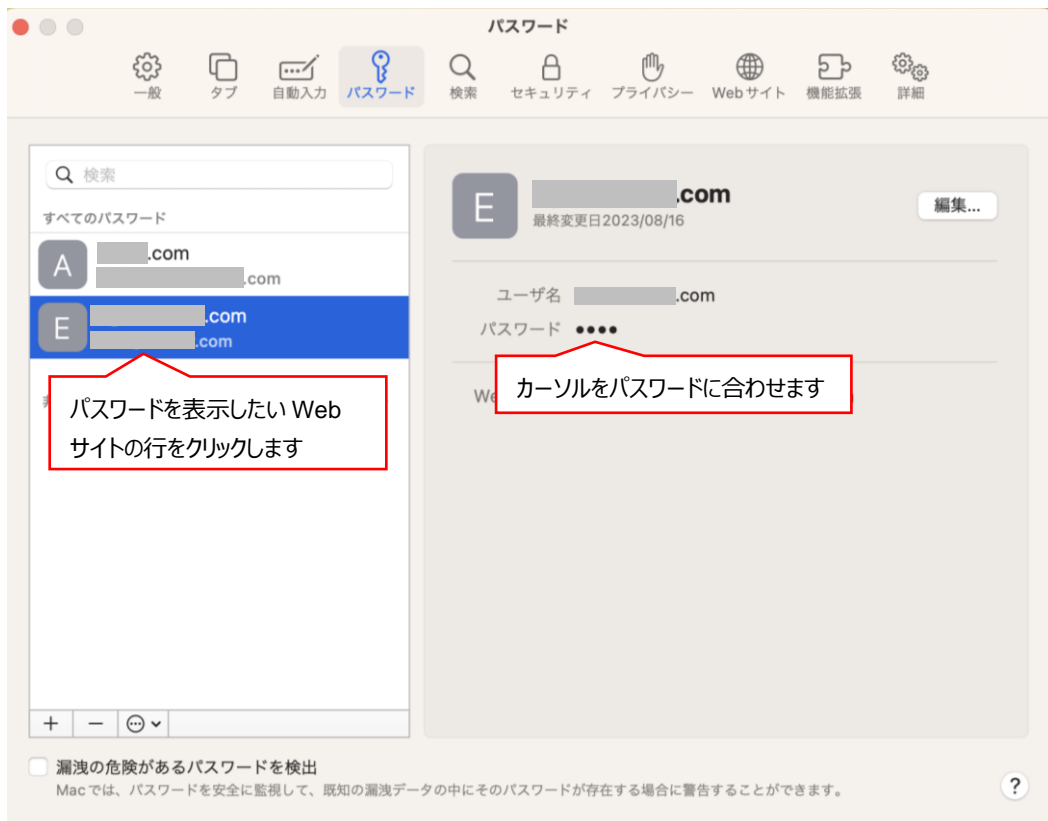 パスワード
一般
タブ
自動入力
パスワード
検索
セキュリティ
プライバシー
Webサイト
機能拡張
詳細
検索
すべてのパスワード
A
.com
.com
E
.com
.com
パスワードを表示したい Web
サイトの行をクリックします
E
.com
最終変更日2023/08/16
編集...
ユーザ名 .com
パスワード ••••
We
カーソルをパスワードに合わせます
漏洩の危険があるパスワードを検出
Macでは、パスワードを安全に監視して、既知の漏洩データの中にそのパスワードが存在する場合に警告することができます。
?